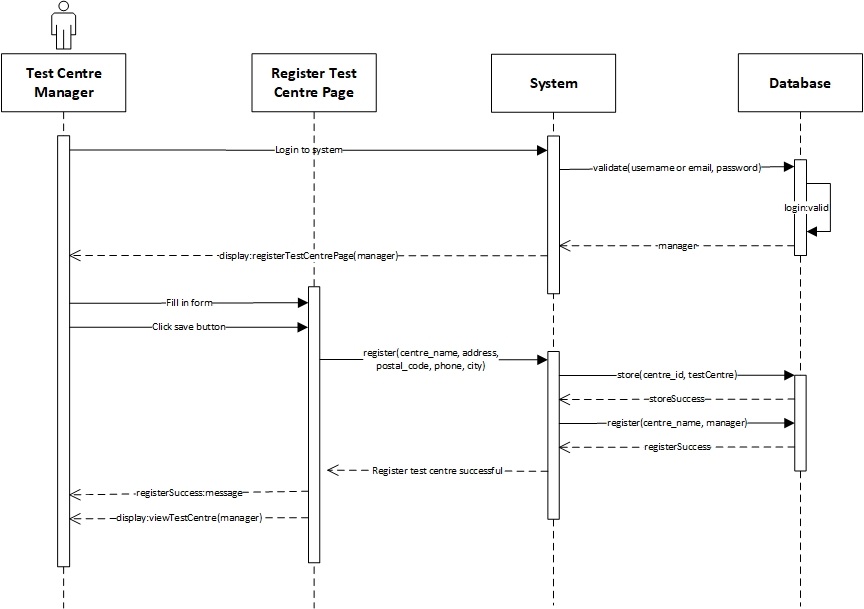 Test Centre
Manager
Register Test
Centre Page
System
Database
Login to system
validate(username or email, password)
login:valid
manager
display:registerTestCentrePage(manager)
Fill in form
Click save button
register(centre_name, address,
postal_code, phone, city)
store(centre_id, testCentre)
storeSuccess
register(centre_name, manager)
registerSuccess
Register test centre successful
registerSuccess:message
display:viewTestCentre(manager)